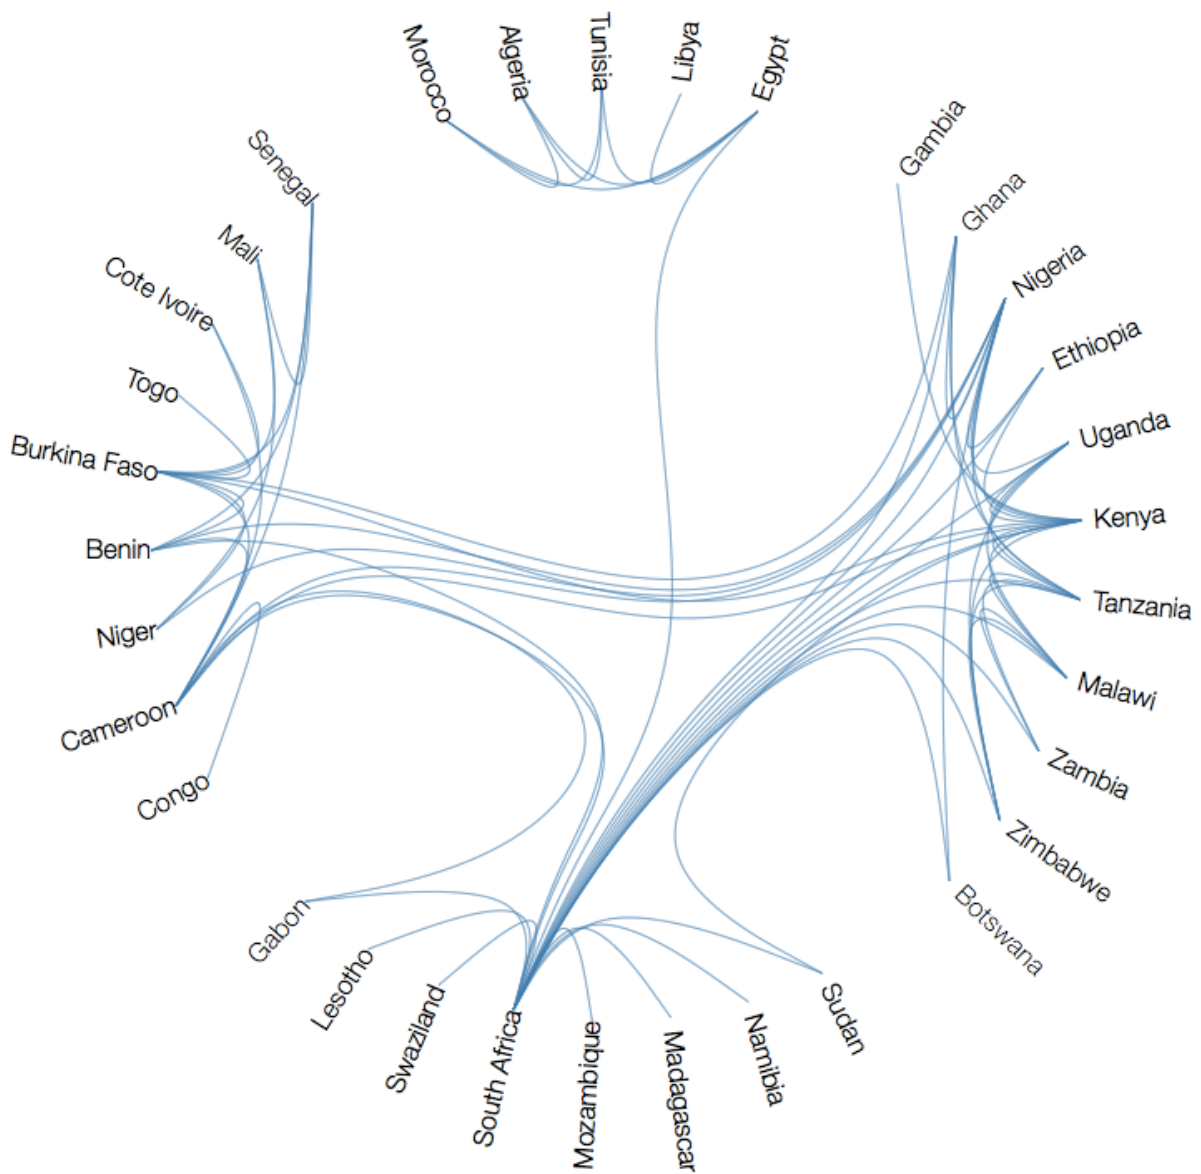 Morocco
Algeria
Tunisia
Libya
Egypt
Gambia
Ghana
Nigeria
Ethiopia
Uganda
Kenya
Tanzania
Malawi
Zambia
Zimbabwe
Botswana
Sudan
Namibia
Madagascar
Mozambique
South Africa
Swaziland
Lesotho
Gabon
Congo
Cameroon
Niger
Benin
Burkina Faso
Togo
Cote Ivoire
Mali
Senegal